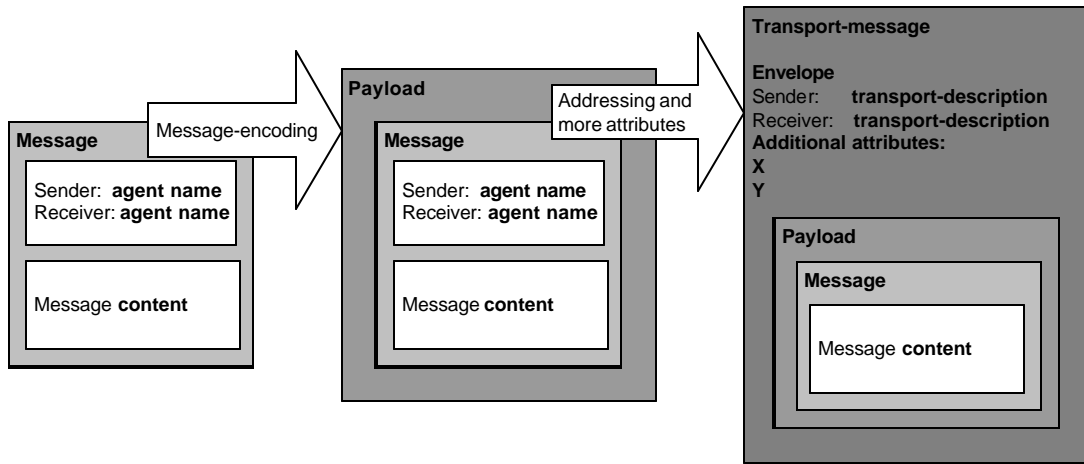 Message
Sender: agent name
Receiver: agent name
Message content
Message-encoding
Payload
Message
Sender: agent name
Receiver: agent name
Message content
Addressing and
more attributes
Transport-message
Envelope
Sender: transport-description
Receiver: transport-description
Additional attributes:
X
Y
Payload
Message
Message content